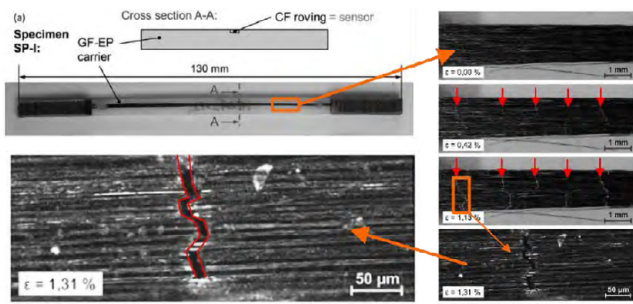 (a)
Cross section A-A:
CF roving = sensor
Specimen
SP-I:
GF-EP
carrier
130 mm
A
A
ε = 0,00 %
1 mm
ε = 0,42 %
1 mm
ε = 1,13 %
1 mm
ε = 1,31 %
50 µm
ε = 1,31 %
50 µm